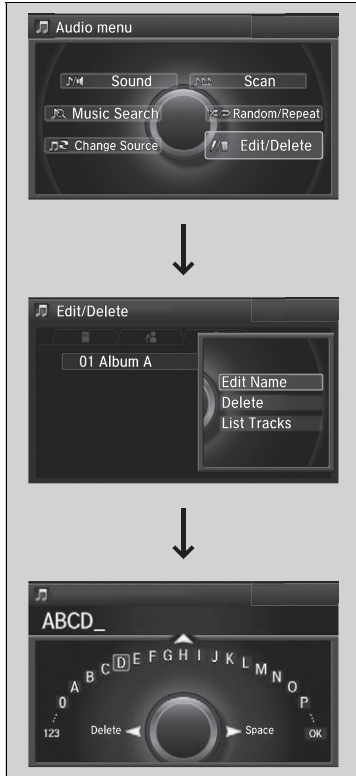 Audio menu
Sound Scan
Music Search Random/Repeat
Change Source Edit/Delete
Edit/Delete
01 Album A
Edit Name
Delete
List Tracks
ABCD_
0 A B C D E F G H I J K L M N O P
123 Delete Space OK